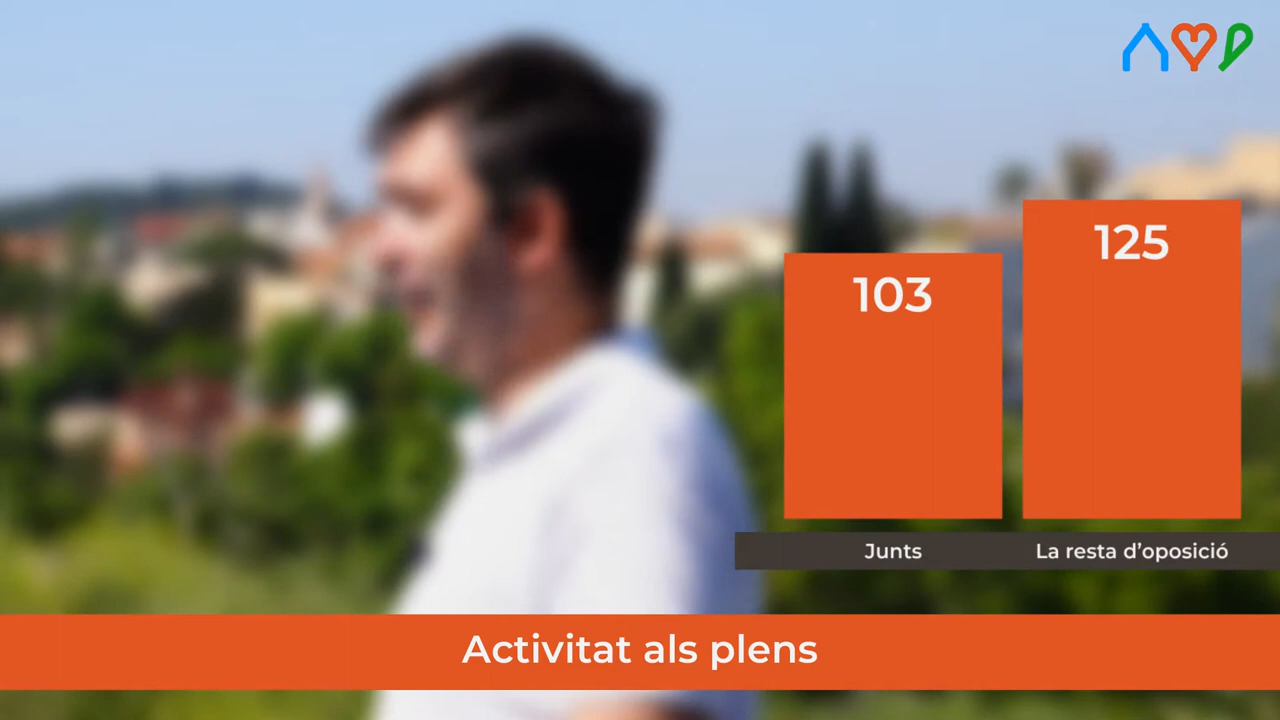 103
125
Junts
La resta d’oposició
Activitat als plens